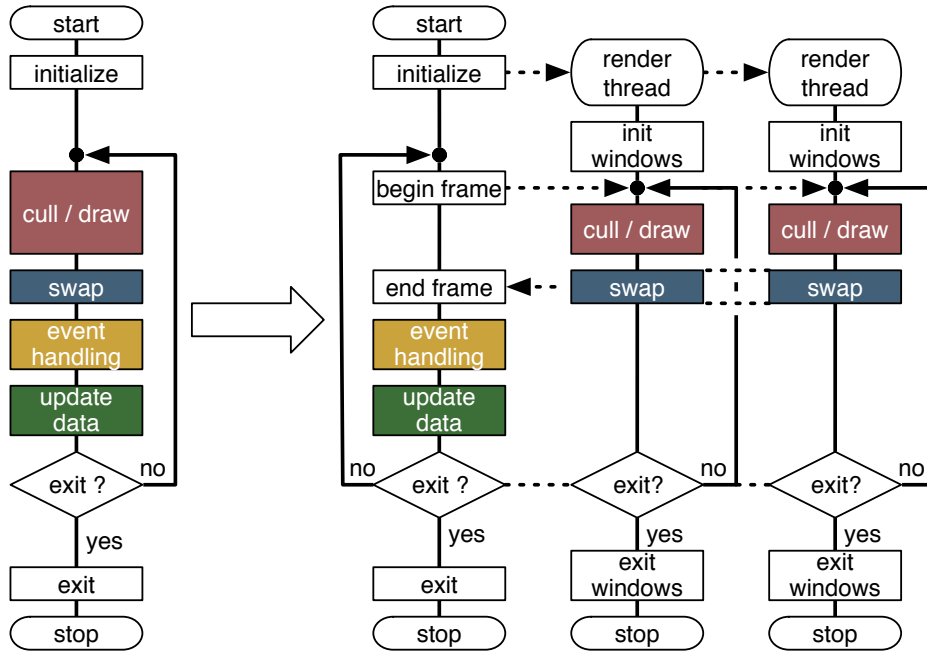 start
initialize
cull / draw
swap
event
handling
update
data
exit ?
no
yes
exit
stop
start
initialize
begin frame
end frame
event
handling
update
data
no
exit ?
yes
exit
stop
render
thread
init
windows
cull / draw
swap
exit?
no
yes
exit
windows
stop
render
thread
init
windows
cull / draw
swap
exit?
no
yes
exit
windows
stop